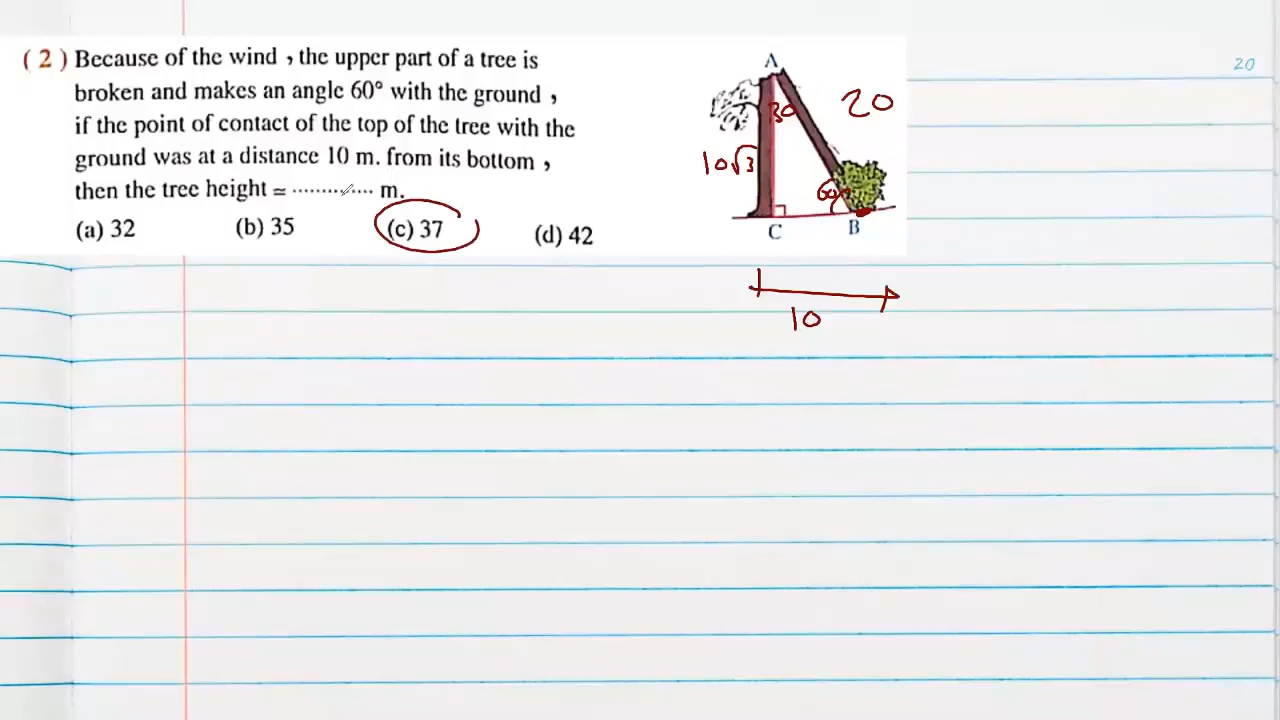 20
( 2 ) Because of the wind , the upper part of a tree is
broken and makes an angle 60° with the ground ,
if the point of contact of the top of the tree with the
ground was at a distance 10 m. from its bottom ,
then the tree height ≃ .............. m.
(a) 32 (b) 35 (c) 37 (d) 42
A
30
20
10√3
60
C B
10